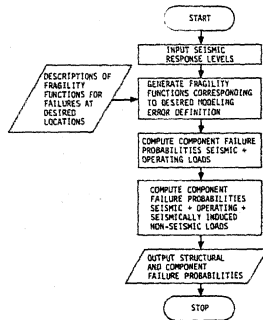 START
INPUT SEISMIC
RESPONSE LEVELS
DESCRIPTIONS OF
FRAGILITY
FUNCTIONS FOR
FAILURES AT
DESIRED
LOCATIONS
GENERATE FRAGILITY
FUNCTIONS CORRESPONDING
TO DESIRED MODELING
ERROR DEFINITION
COMPUTE COMPONENT FAILURE
PROBABILITIES SEISMIC +
OPERATING LOADS
COMPUTE COMPONENT
FAILURE PROBABILITIES
SEISMIC + OPERATING +
SEISMICALLY INDUCED
NON-SEISMIC LOADS
OUTPUT STRUCTURAL
AND COMPONENT
FAILURE PROBABILITIES
STOP